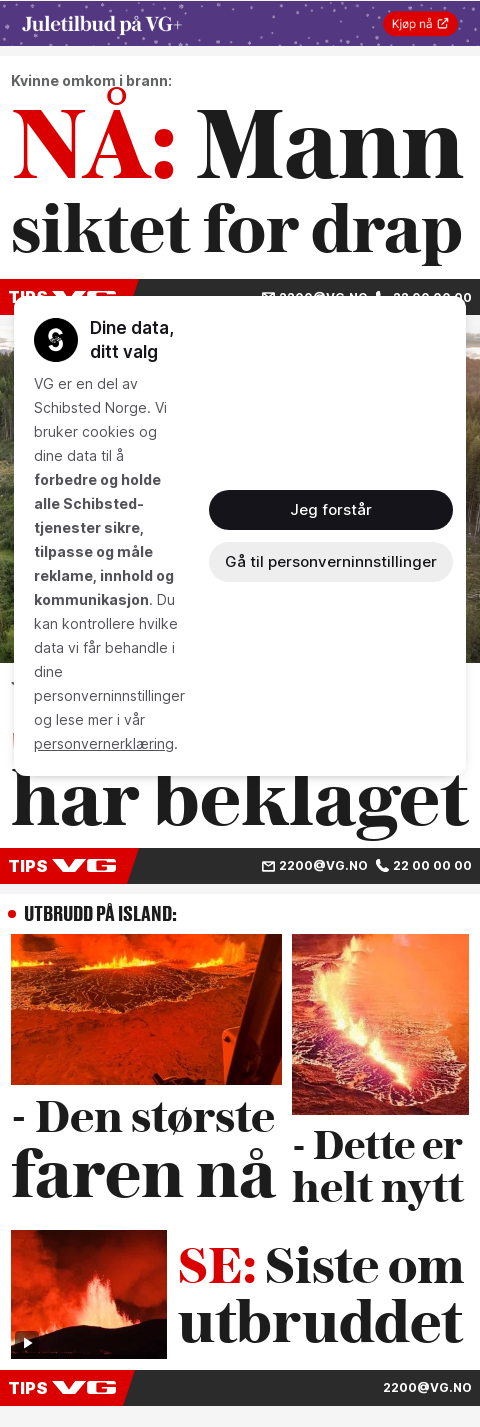 Juletilbud på VG+
Kjøp nå
Kvinne omkom i brann:
NÅ: Mann
siktet for drap
TIPS VG 2200@VG.NO 22 00 00 00
Dine data,
ditt valg
VG er en del av
Schibsted Norge. Vi
bruker cookies og
dine data til å
forbedre og holde
alle Schibsted-
tjenester sikre,
tilpasse og måle
reklame, innhold og
kommunikasjon. Du
kan kontrollere hvilke
data vi får behandle i
dine
personverninnstillinger
og lese mer i vår
personvernerklæring.
Jeg forstår
Gå til personverninnstillinger
har beklaget
TIPS VG 2200@VG.NO 22 00 00 00
UTBRUDD PÅ ISLAND:
- Den største
faren nå
- Dette er
helt nytt
SE: Siste om
utbruddet
TIPS VG 2200@VG.NO